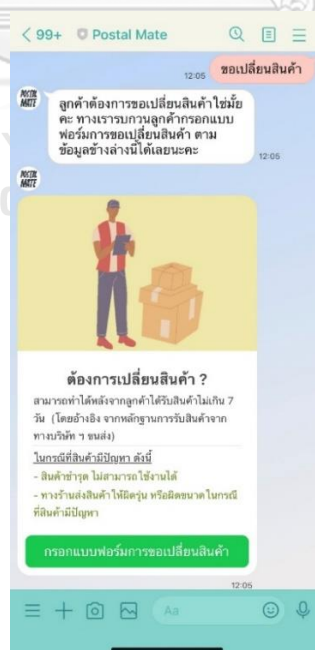 99+ Postal Mate
12:05 ขอเปลี่ยนสินค้า
POSTAL
MATE
ลูกค้าต้องการขอเปลี่ยนสินค้าใช่มั้ย
คะ ทางเรารบกวนลูกค้ากรอกแบบ
ฟอร์มการขอเปลี่ยนสินค้า ตาม
ข้อมูลข้างล่างนี้ได้เลยนะคะ
12:05
POSTAL
MATE
ต้องการเปลี่ยนสินค้า ?
สามารถทำได้หลังจากลูกค้าได้รับสินค้าไม่เกิน 7
วัน (โดยอ้างอิง จากหลักฐานการรับสินค้าจาก
ทางบริษัท ฯ ขนส่ง)
ในกรณีที่สินค้ามีปัญหา ดังนี้
- สินค้าชำรุด ไม่สามารถใช้งานได้
- ทางร้านส่งสินค้าให้ผิดรุ่น หรือผิดขนาด ในกรณี
ที่สินค้ามีปัญหา
กรอกแบบฟอร์มการขอเปลี่ยนสินค้า
12:05
Aa